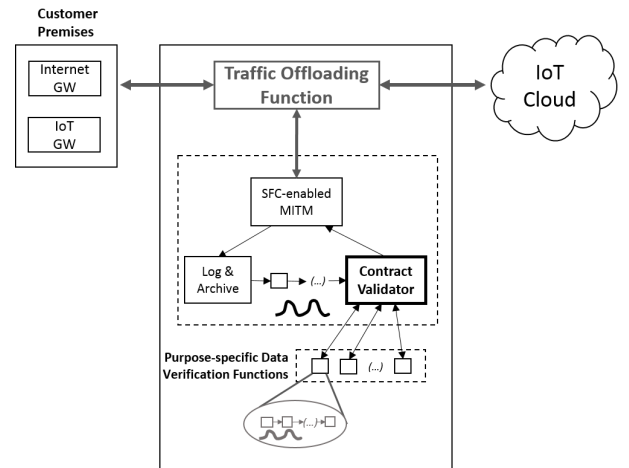 Customer
Premises
Internet
GW
IoT
GW
Traffic Offloading
Function
IoT
Cloud
SFC-enabled
MITM
Log &
Archive
(...)
Contract
Validator
Purpose-specific Data
Verification Functions
(...)
(...)